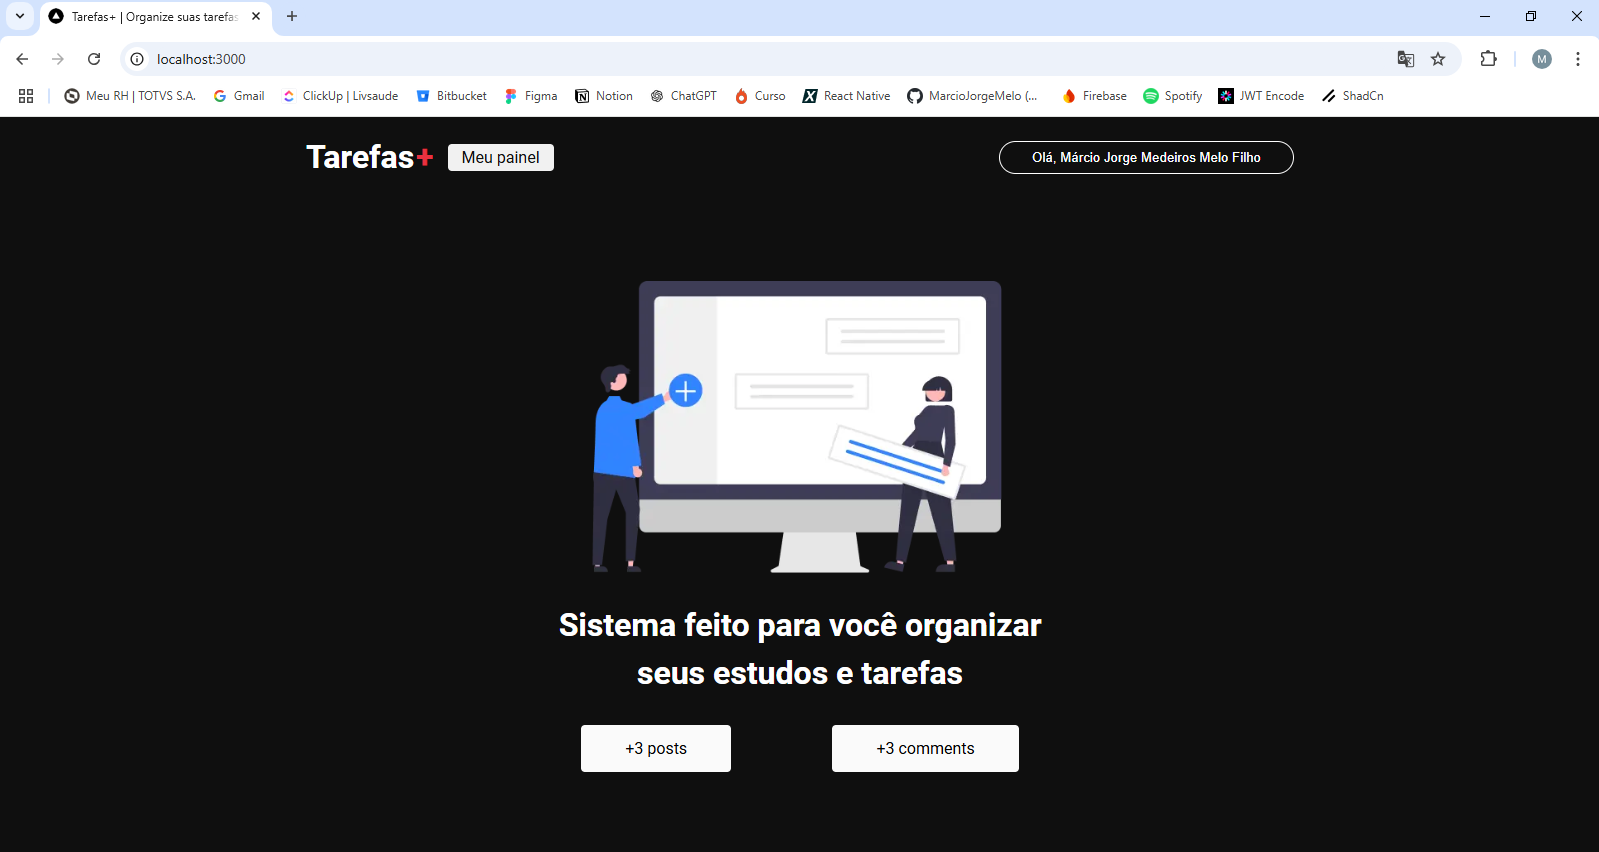 Tarefas+ | Organize suas tarefas
localhost:3000
Meu RH | TOTVS S.A.
Gmail
ClickUp | Livsaude
Bitbucket
Figma
Notion
ChatGPT
Curso
React Native
MarcioJorgeMelo (...
Firebase
Spotify
JWT Encode
ShadCn
M
Tarefas+
Meu painel
Olá, Márcio Jorge Medeiros Melo Filho
Sistema feito para você organizar
seus estudos e tarefas
+3 posts
+3 comments